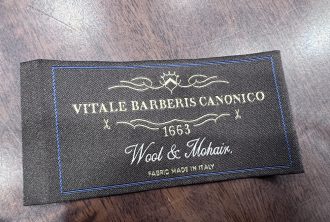 VITALE BARBERIS CANONICO
1663
Wool & Mohair.
FABRIC MADE IN ITALY